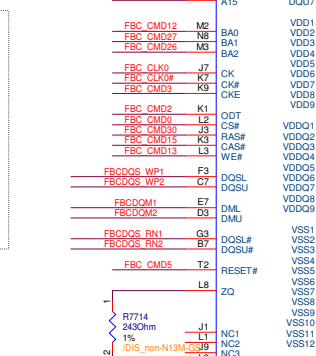 A15 DQU7
FBC_CMD12 M2 BA0 VDD1
FBC_CMD27 N8 BA1 VDD2
FBC_CMD26 M3 BA2 VDD3
VDD4
VDD5
FBC_CLK0 J7 CK VDD6
FBC_CLK0# K7 CK# VDD7
FBC_CMD3 K9 CKE VDD8
VDD9
FBC_CMD2 K1 ODT
FBC_CMD0 L2 CS# VDDQ1
FBC_CMD30 J3 RAS# VDDQ2
FBC_CMD15 K3 CAS# VDDQ3
FBC_CMD13 L3 WE# VDDQ4
VDDQ5
FBCDQS_WP1 F3 DQSL VDDQ6
FBCDQS_WP2 C7 DQSU VDDQ7
VDDQ8
FBCDQM1 E7 DML VDDQ9
FBCDQM2 D3 DMU
VSS1
FBCDQS_RN1 G3 DQSL# VSS2
FBCDQS_RN2 B7 DQSU# VSS3
VSS4
FBC_CMD5 T2 RESET# VSS5
VSS6
L8 ZQ VSS7
1 VSS8
VSS9
R7714 VSS10
243Ohm J1 NC1 VSS11
1% L1 NC2 VSS12
/DIS_non-N13M-GS J9 NC3
2